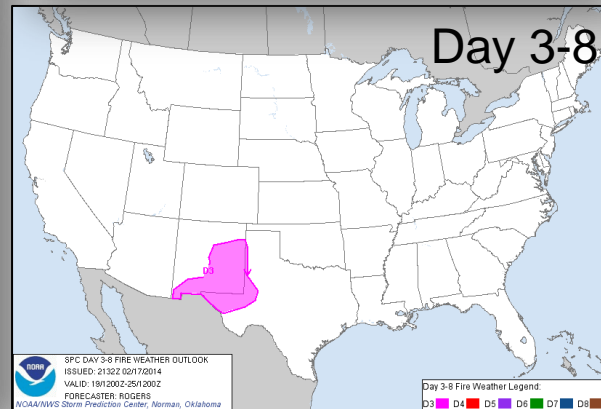 Day 3-8
D3
NOAA
SPC DAY 3-8 FIRE WEATHER OUTLOOK
ISSUED: 2132Z 02/17/2014
VALID: 19/1200Z-25/1200Z
FORECASTER: ROGERS
NOAA/NWS Storm Prediction Center, Norman, Oklahoma
Day 3-8 Fire Weather Legend:
D3 D4 D5 D6 D7 D8